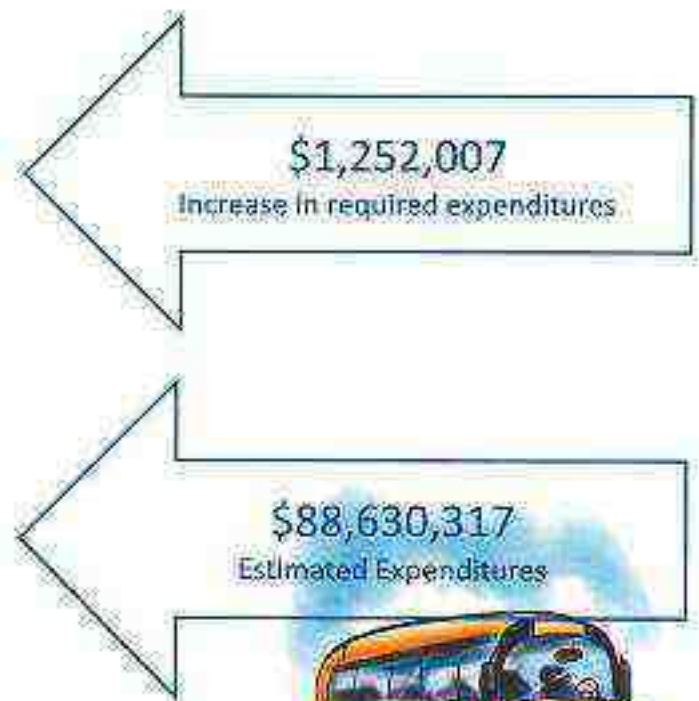 $1,252,007
Increase in required expenditures
$88,630,317
Estimated Expenditures